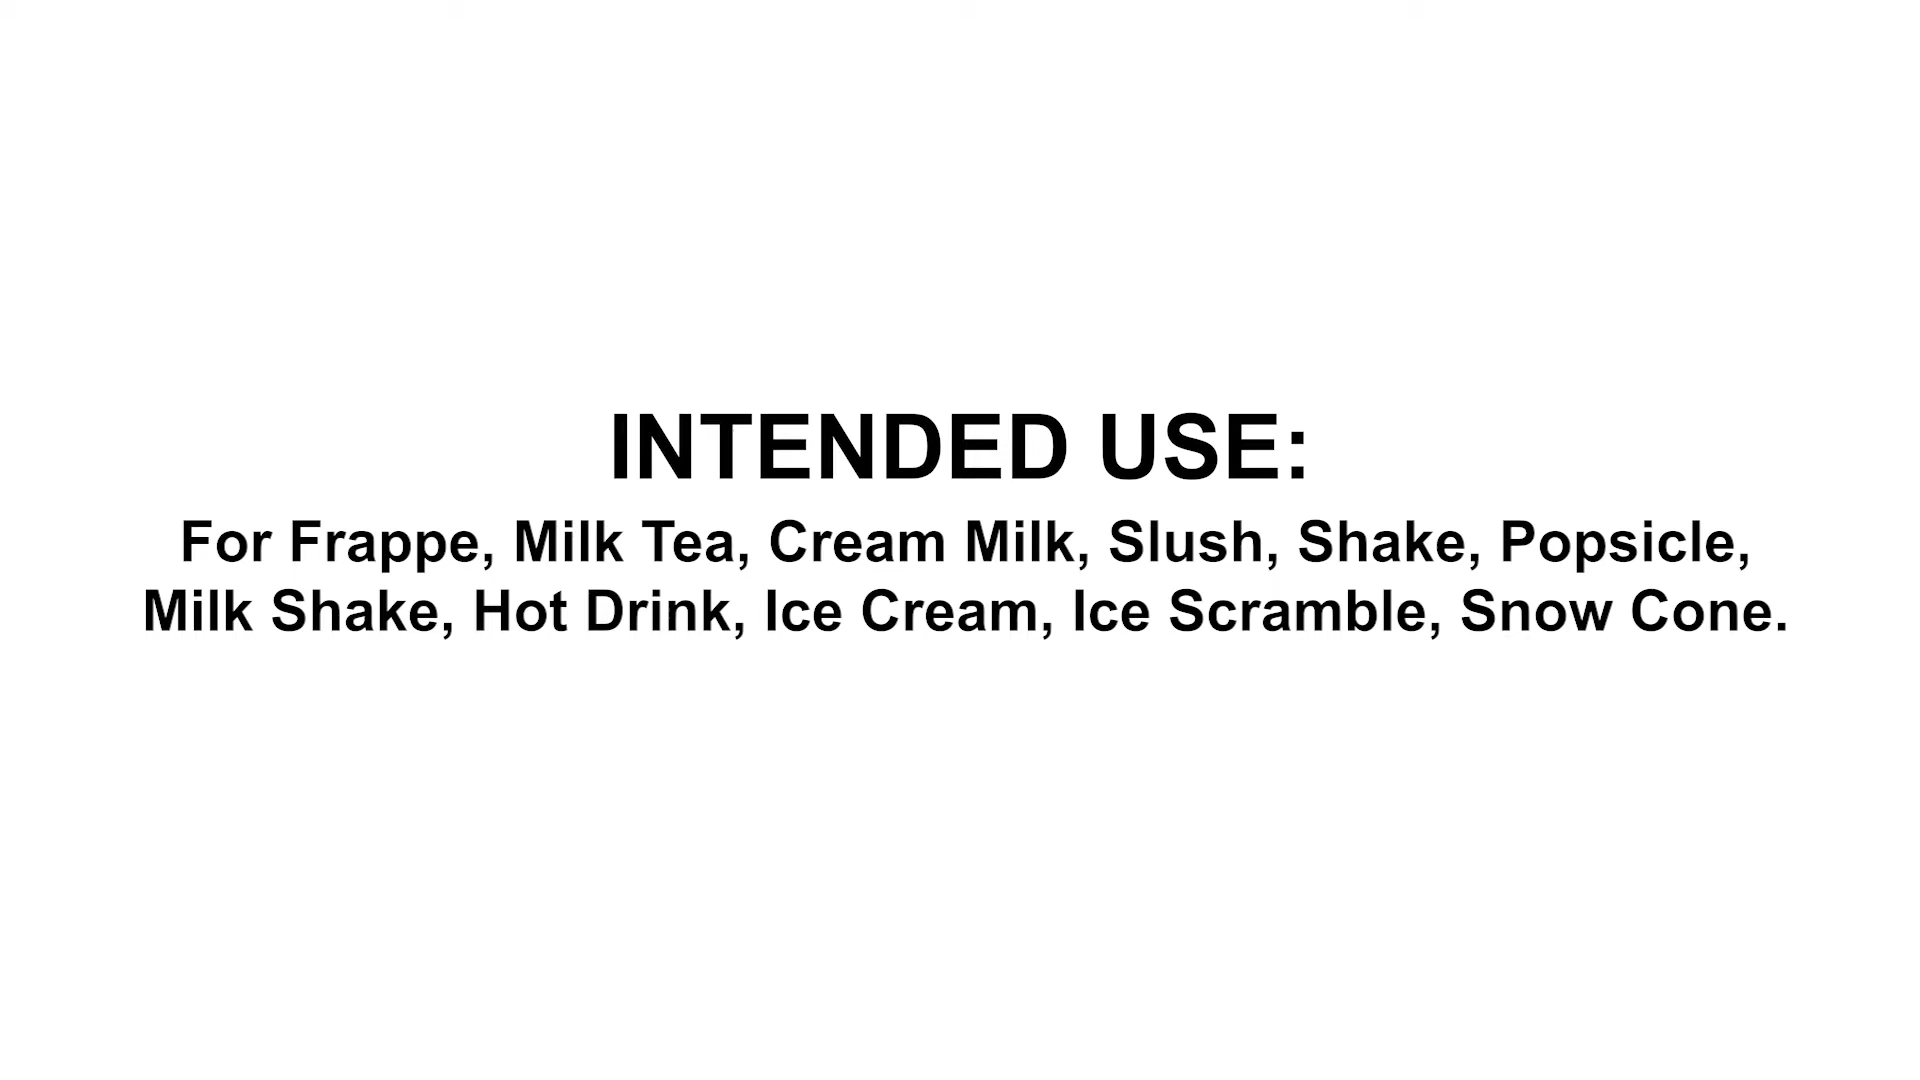 INTENDED USE:
For Frappe, Milk Tea, Cream Milk, Slush, Shake, Popsicle,
Milk Shake, Hot Drink, Ice Cream, Ice Scramble, Snow Cone.